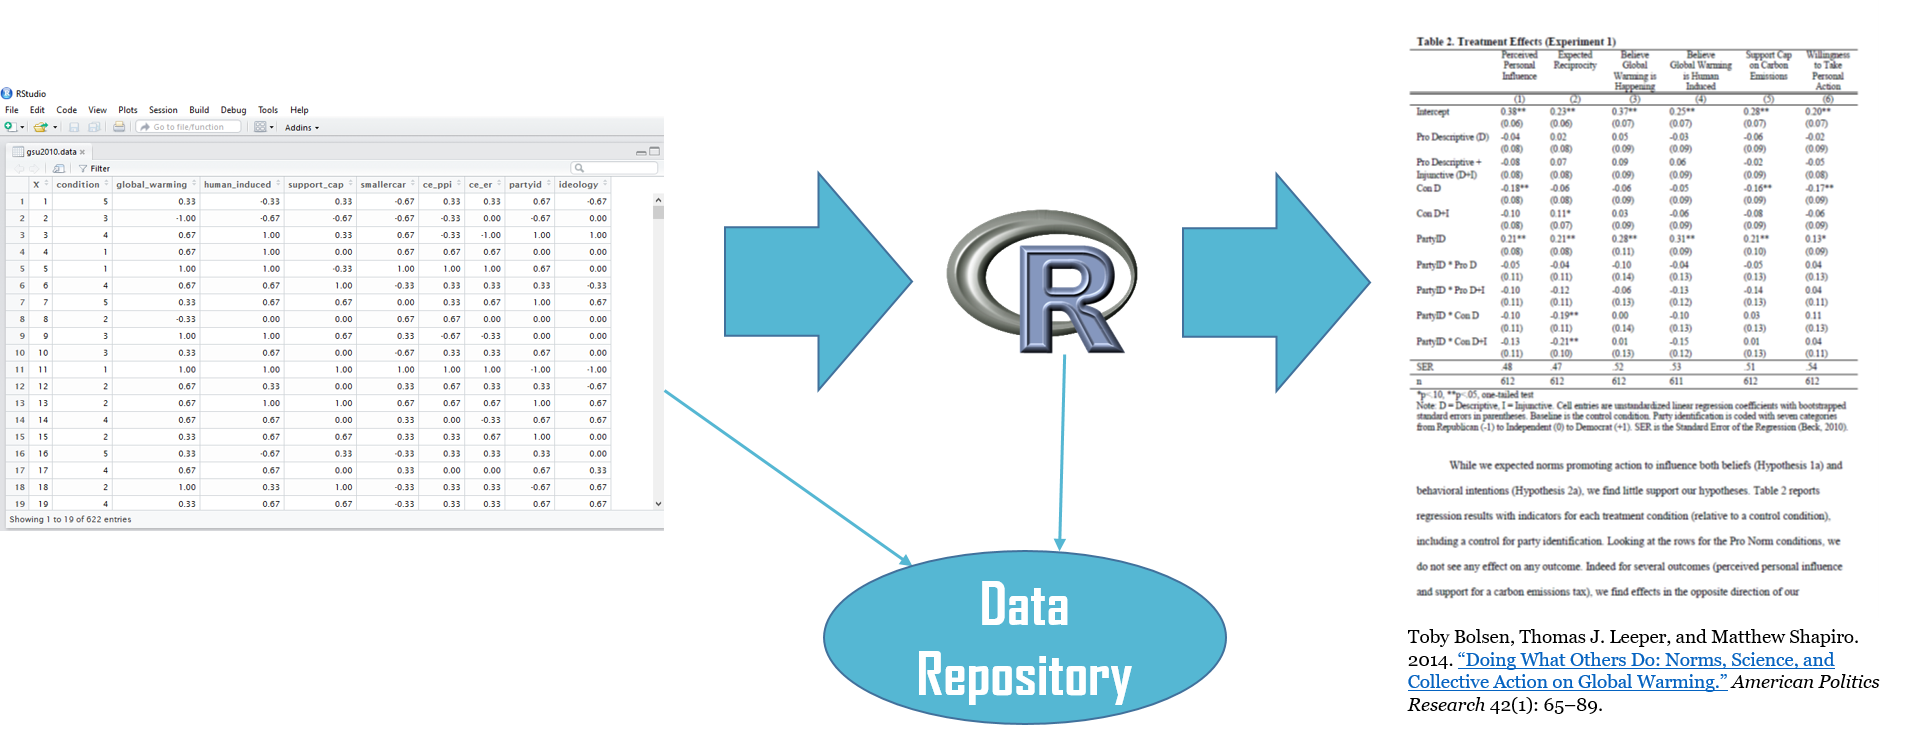 RStudio
File Edit Code View Plots Session Build Debug Tools Help
Go to file/function Addins
gsu2010.data
Filter
X condition global_warming human_induced support_cap smallercar ce_ppi ce_er partyid ideology
1 1 5 0.33 -0.33 0.33 -0.67 0.33 0.33 0.67 -0.67
2 2 3 -1.00 -0.67 -0.67 -0.67 -0.33 0.00 -0.67 0.00
3 3 4 0.67 1.00 0.33 0.67 -0.33 -1.00 1.00 1.00
4 4 1 0.67 1.00 0.00 0.67 0.67 0.67 0.00 0.00
5 5 1 1.00 1.00 -0.33 1.00 1.00 1.00 0.67 0.00
6 6 4 0.67 0.67 1.00 -0.33 0.33 0.33 0.33 -0.33
7 7 5 0.33 0.67 0.67 0.00 0.33 0.67 1.00 0.67
8 8 2 -0.33 0.00 0.00 0.67 0.67 0.00 0.00 0.00
9 9 3 1.00 1.00 0.67 0.33 -0.67 -0.33 0.00 0.00
10 10 3 0.33 0.67 0.00 -0.67 0.33 0.33 0.67 0.00
11 11 1 1.00 1.00 1.00 1.00 1.00 1.00 -1.00 -1.00
12 12 2 0.67 0.33 0.00 0.33 0.67 0.33 0.33 -0.67
13 13 2 0.67 1.00 1.00 0.67 0.67 0.67 1.00 0.67
14 14 4 0.67 0.67 0.33 0.33 0.00 -0.33 0.67 0.67
15 15 2 0.33 0.67 0.67 0.33 0.33 0.67 1.00 0.00
16 16 5 0.33 -0.67 0.33 -0.33 0.33 0.33 0.33 0.00
17 17 4 0.67 0.67 0.00 0.33 0.00 0.00 0.67 0.33
18 18 2 1.00 0.33 1.00 -0.33 0.33 0.33 -0.67 0.67
19 19 4 0.33 0.67 0.67 -0.33 0.33 0.33 0.67 0.67
Showing 1 to 19 of 622 entries
R
Data
Repository
Table 2. Treatment Effects (Experiment 1)
Perceived Expected Believe Believe Support Cap Willingness
Personal Reciprocity Global Global Warming on Carbon to Take
Influence Warming is is Human Emissions Personal
Happening Induced Action
(1) (2) (3) (4) (5) (6)
Intercept 0.38** 0.23** 0.37** 0.25** 0.28** 0.20**
(0.06) (0.06) (0.07) (0.07) (0.07) (0.07)
Pro Descriptive (D) -0.04 0.02 0.05 -0.03 -0.06 -0.02
(0.08) (0.08) (0.09) (0.09) (0.09) (0.09)
Pro Descriptive + -0.08 0.07 0.09 0.06 -0.02 -0.05
Injunctive (D+I) (0.08) (0.08) (0.09) (0.09) (0.09) (0.08)
Con D -0.18** -0.06 -0.06 -0.05 -0.16** -0.17**
(0.08) (0.08) (0.09) (0.09) (0.09) (0.09)
Con D+I -0.10 0.11* 0.03 -0.06 -0.08 -0.06
(0.08) (0.07) (0.09) (0.09) (0.09) (0.09)
PartyID 0.21** 0.21** 0.28** 0.31** 0.21** 0.13*
(0.08) (0.08) (0.11) (0.09) (0.10) (0.09)
PartyID * Pro D -0.05 -0.04 -0.10 -0.04 -0.05 0.04
(0.11) (0.11) (0.14) (0.13) (0.13) (0.13)
PartyID * Pro D+I -0.10 -0.12 -0.06 -0.13 -0.14 0.04
(0.11) (0.11) (0.13) (0.12) (0.13) (0.11)
PartyID * Con D -0.10 -0.19** 0.00 -0.10 0.03 0.11
(0.11) (0.11) (0.14) (0.13) (0.13) (0.13)
PartyID * Con D+I -0.13 -0.21** 0.01 -0.15 0.01 0.04
(0.11) (0.10) (0.13) (0.12) (0.13) (0.11)
SER .48 .47 .52 .53 .51 .54
n 612 612 612 611 612 612
*p<.10, **p<.05, one-tailed test
Note: D = Descriptive, I = Injunctive. Cell entries are unstandardized linear regression coefficients with bootstrapped
standard errors in parentheses. Baseline is the control condition. Party identification is coded with seven categories
from Republican (-1) to Independent (0) to Democrat (+1). SER is the Standard Error of the Regression (Beck, 2010).
While we expected norms promoting action to influence both beliefs (Hypothesis 1a) and
behavioral intentions (Hypothesis 2a), we find little support our hypotheses. Table 2 reports
regression results with indicators for each treatment condition (relative to a control condition),
including a control for party identification. Looking at the rows for the Pro Norm conditions, we
do not see any effect on any outcome. Indeed for several outcomes (perceived personal influence
and support for a carbon emissions tax), we find effects in the opposite direction of our
Toby Bolsen, Thomas J. Leeper, and Matthew Shapiro.
2014. “Doing What Others Do: Norms, Science, and
Collective Action on Global Warming.” American Politics
Research 42(1): 65–89.